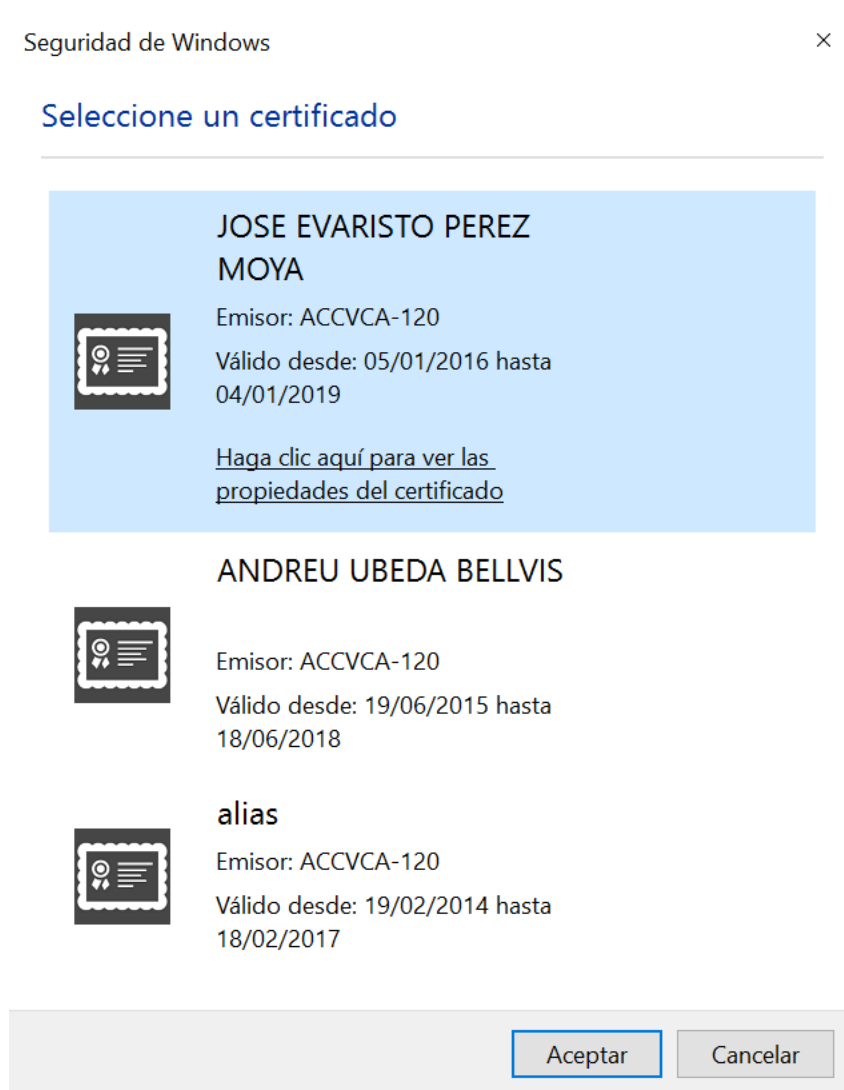 Seguridad de Windows
Seleccione un certificado
JOSE EVARISTO PEREZ
MOYA
Emisor: ACCVCA-120
Válido desde: 05/01/2016 hasta
04/01/2019
Haga clic aquí para ver las
propiedades del certificado
ANDREU UBEDA BELLVIS
Emisor: ACCVCA-120
Válido desde: 19/06/2015 hasta
18/06/2018
alias
Emisor: ACCVCA-120
Válido desde: 19/02/2014 hasta
18/02/2017
Aceptar Cancelar